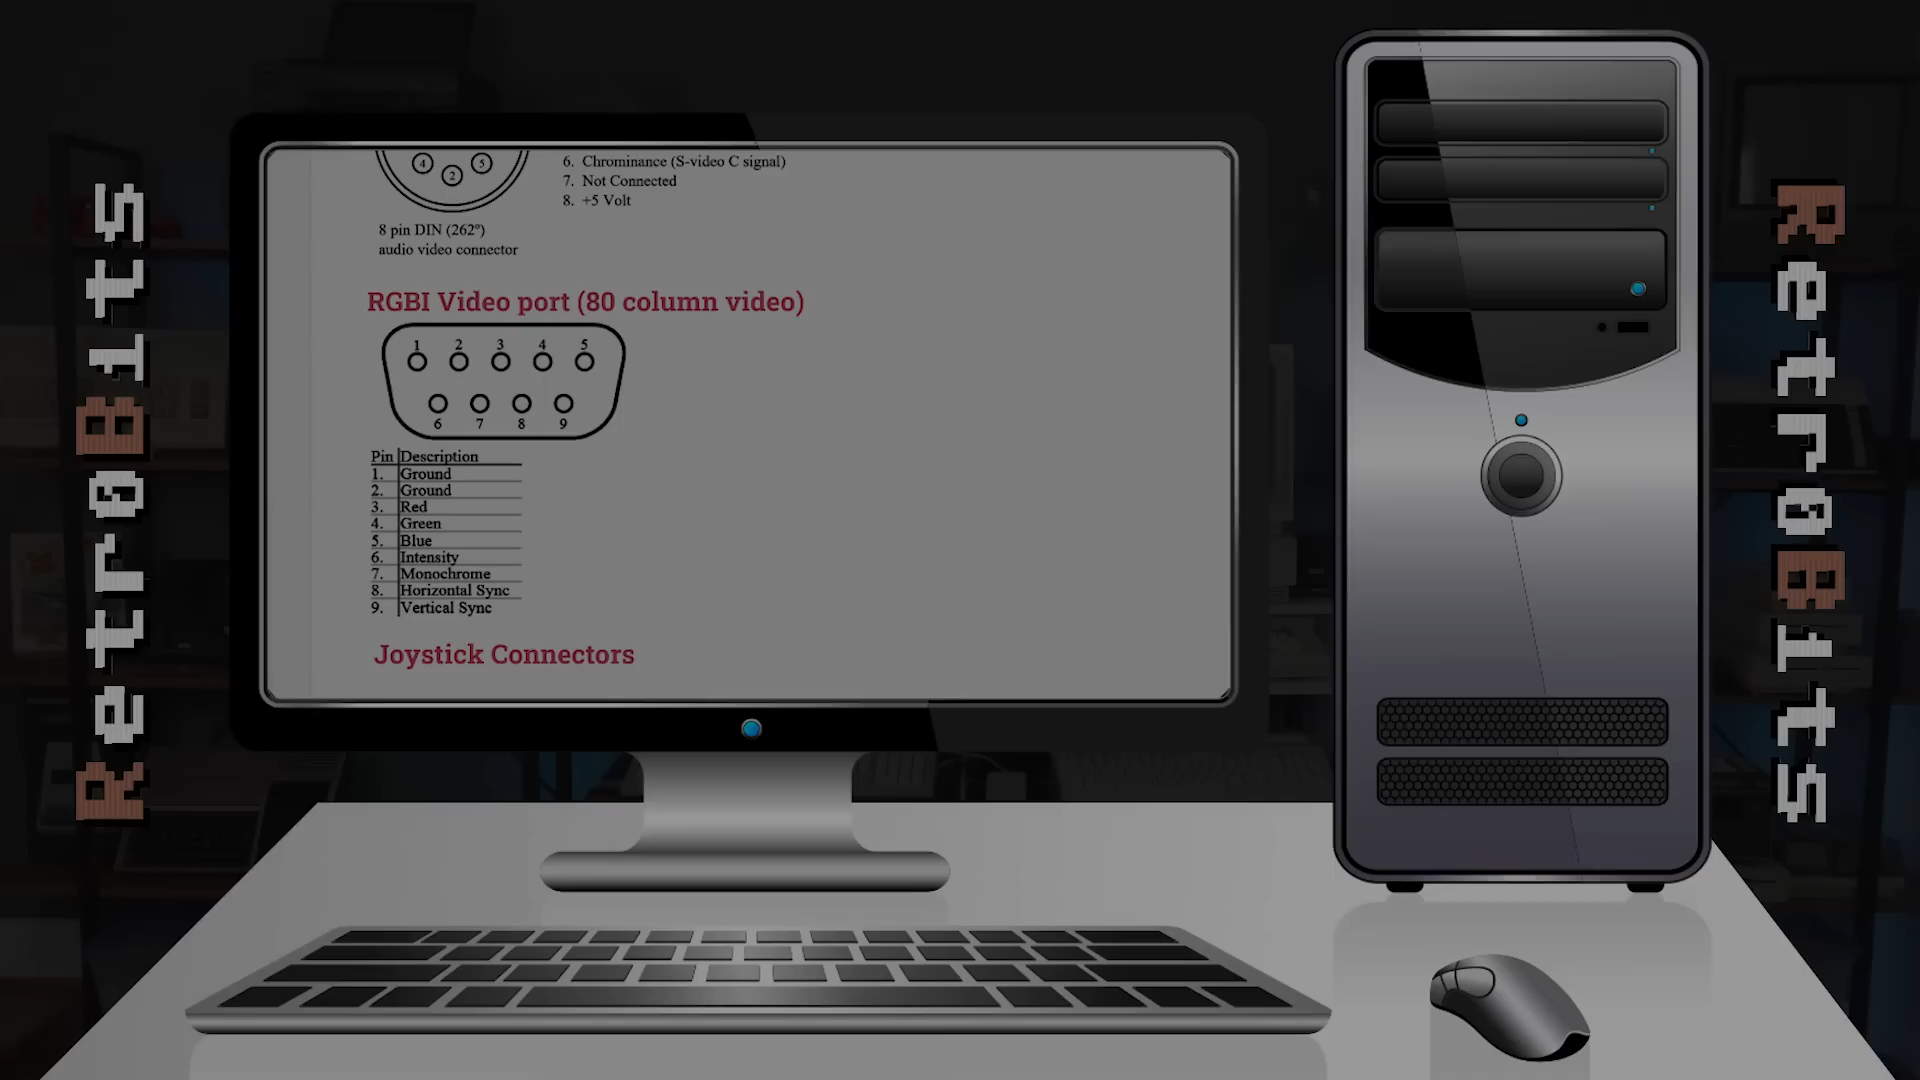 Retr0Bits
4 5
2
6. Chrominance (S-video C signal)
7. Not Connected
8. +5 Volt
8 pin DIN (262º)
audio video connector
RGBI Video port (80 column video)
1 2 3 4 5
6 7 8 9
Pin Description
1. Ground
2. Ground
3. Red
4. Green
5. Blue
6. Intensity
7. Monochrome
8. Horizontal Sync
9. Vertical Sync
Joystick Connectors
Retr0Bits